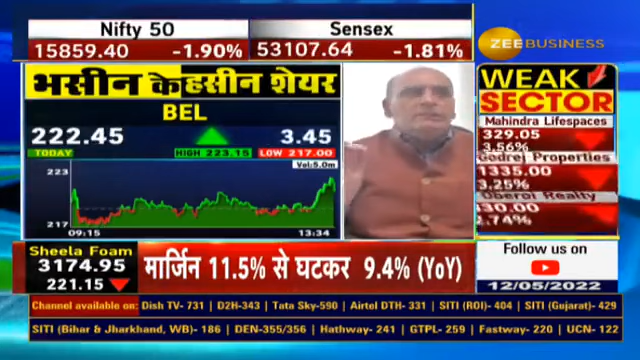 Nifty 50
15859.40 -1.90%
Sensex
53107.64 -1.81%
ZEE BUSINESS
भसीन के हसीन शेयर
BEL
222.45 3.45
TODAY HIGH 223.15 LOW 217.00
Vol:5.0m
223
217
09:15 13:34
WEAK
SECTOR
Mahindra Lifespaces
329.05
3.56%
Godrej Properties
1335.00
3.25%
Oberoi Realty
Sheela Foam
3174.95
221.15
मार्जिन 11.5% से घटकर 9.4% (YoY)
Follow us on
12/05/2022
Channel available on: Dish TV- 731 | D2H-343 | Tata Sky-590 | Airtel DTH- 331 | SITI (ROI)- 404 | SITI (Gujarat)- 429
SITI (Bihar & Jharkhand, WB)- 186 | DEN-355/356 | Hathway- 241 | GTPL- 259 | Fastway- 220 | UCN- 122